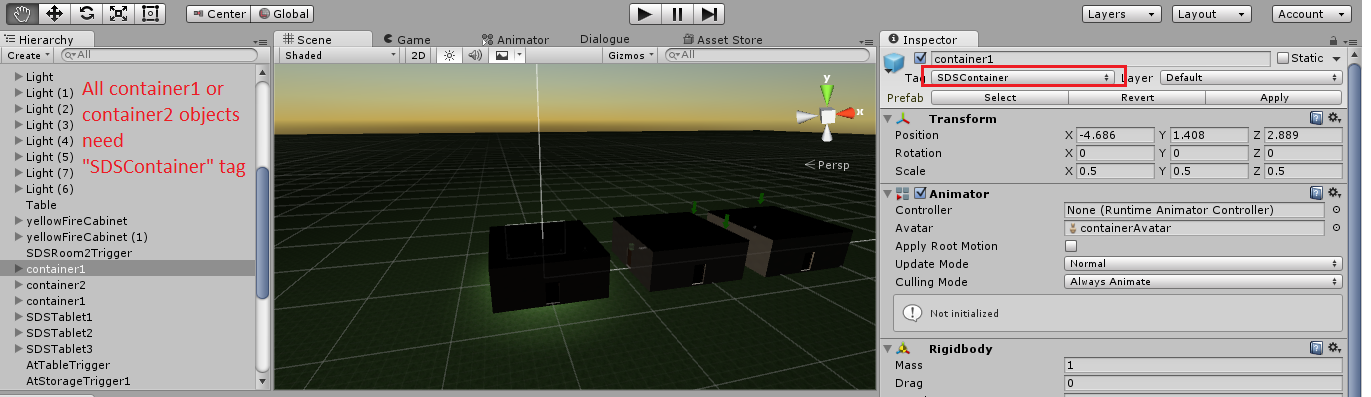 Center
Global
Layers
Layout
Account
Hierarchy
Create
All
Light
Light (1)
Light (2)
Light (3)
Light (4)
Light (5)
Light (7)
Light (6)
Table
yellowFireCabinet
yellowFireCabinet (1)
SDSRoom2Trigger
container1
container2
container1
SDSTablet1
SDSTablet2
SDSTablet3
AtTableTrigger
AtStorageTrigger1
All container1 or
container2 objects
need
"SDSContainer" tag
Scene
Game
Animator
Dialogue
Asset Store
Shaded
2D
Gizmos
All
y
x
Persp
Inspector
container1
Static
Tag
SDSContainer
Layer
Default
Prefab
Select
Revert
Apply
Transform
Position X -4.686 Y 1.408 Z 2.889
Rotation X 0 Y 0 Z 0
Scale X 0.5 Y 0.5 Z 0.5
Animator
Controller None (Runtime Animator Controller)
Avatar containerAvatar
Apply Root Motion
Update Mode Normal
Culling Mode Always Animate
Not initialized
Rigidbody
Mass 1
Drag 0